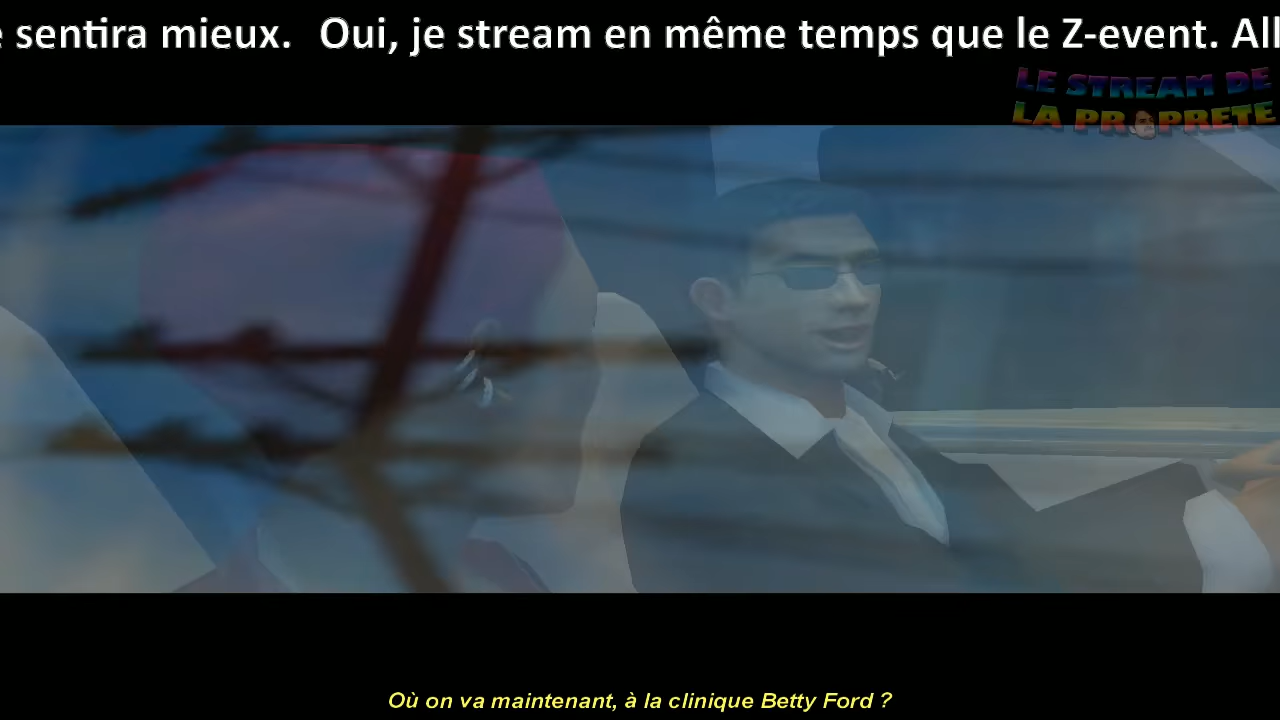 e sentira mieux.   Oui, je stream en même temps que le Z-event. All
LE STREAM DE
LA PROPRETE
Où on va maintenant, à la clinique Betty Ford ?